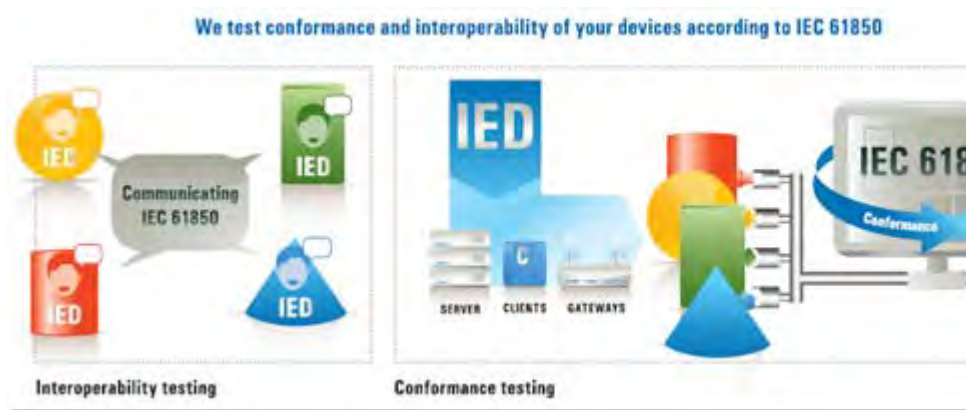 We test conformance and interoperability of your devices according to IEC 61850
IED
IED
Communicating
IEC 61850
IED
IED
Interoperability testing
IED
C
SERVER
CLIENTS
GATEWAYS
IEC 618
Conformance
Conformance testing